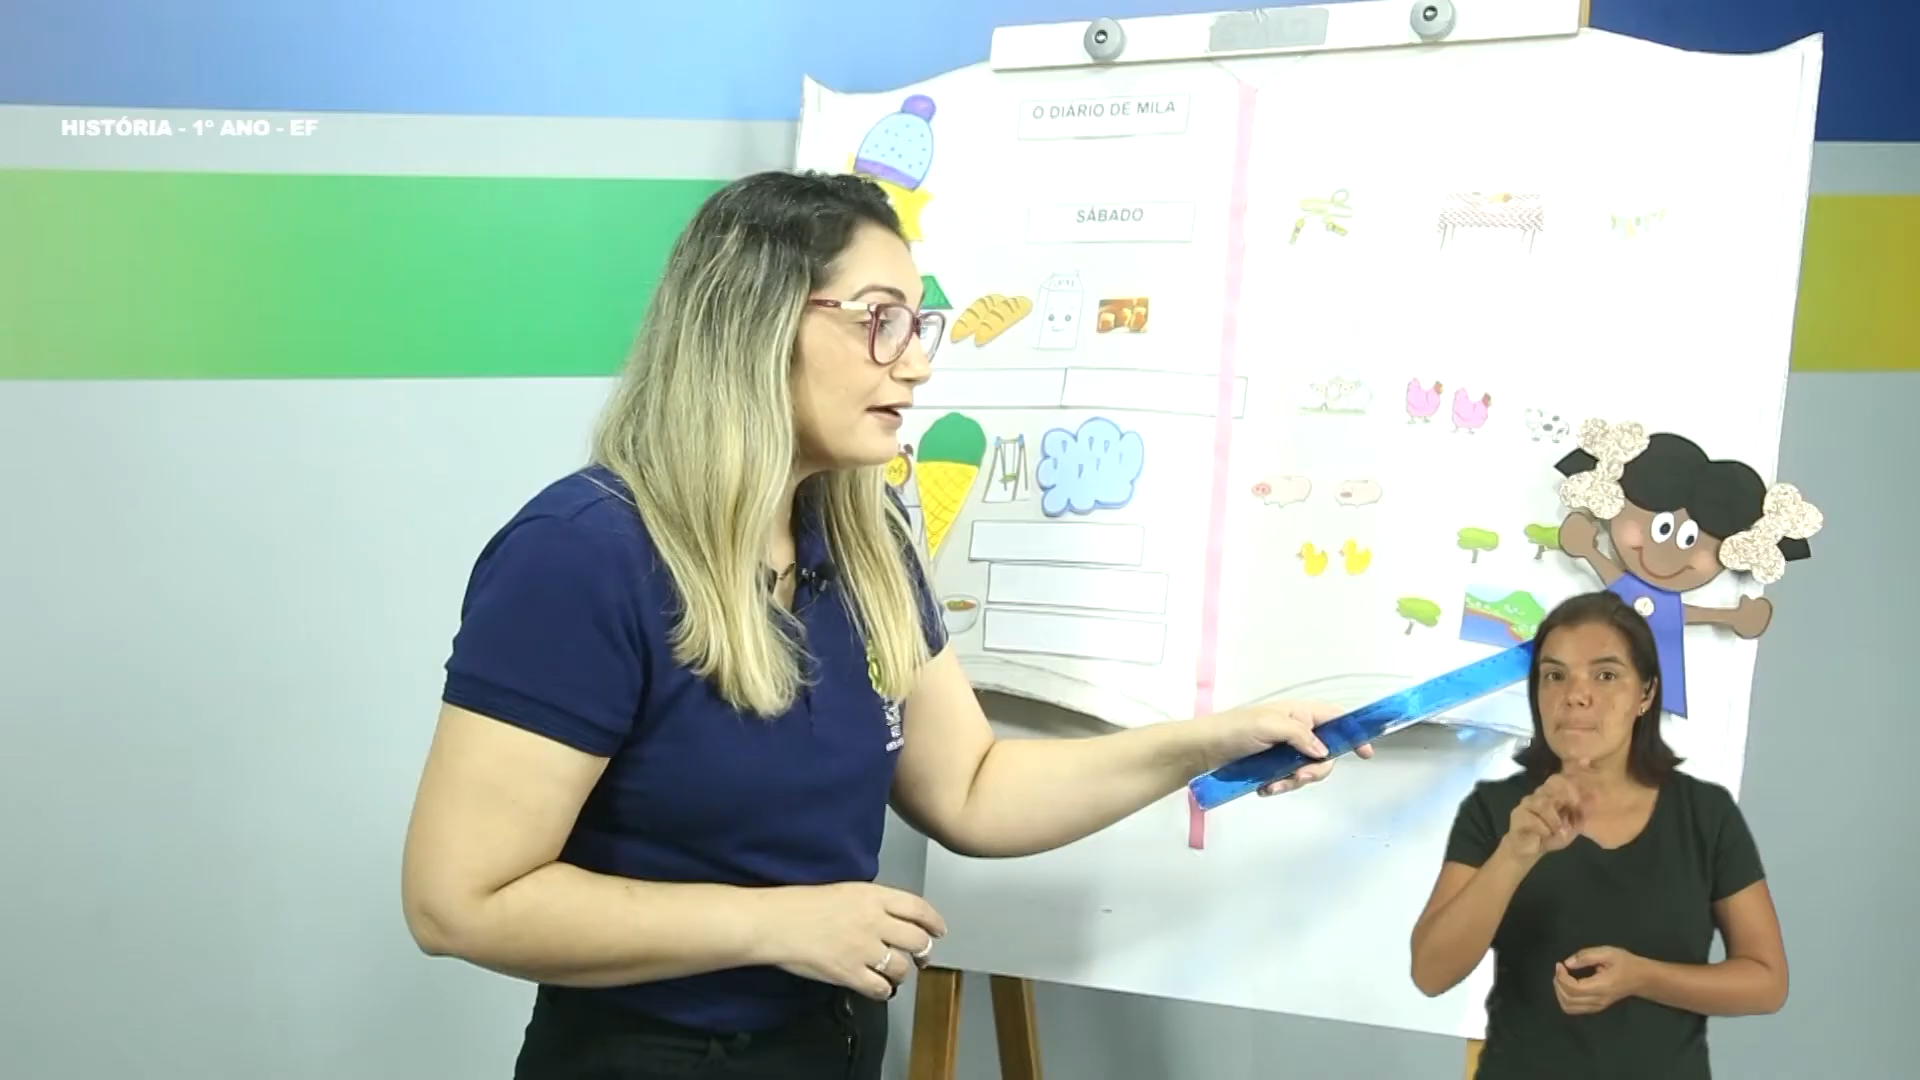 HISTÓRIA - 1º ANO - EF
O DIÁRIO DE MILA
SÁBADO